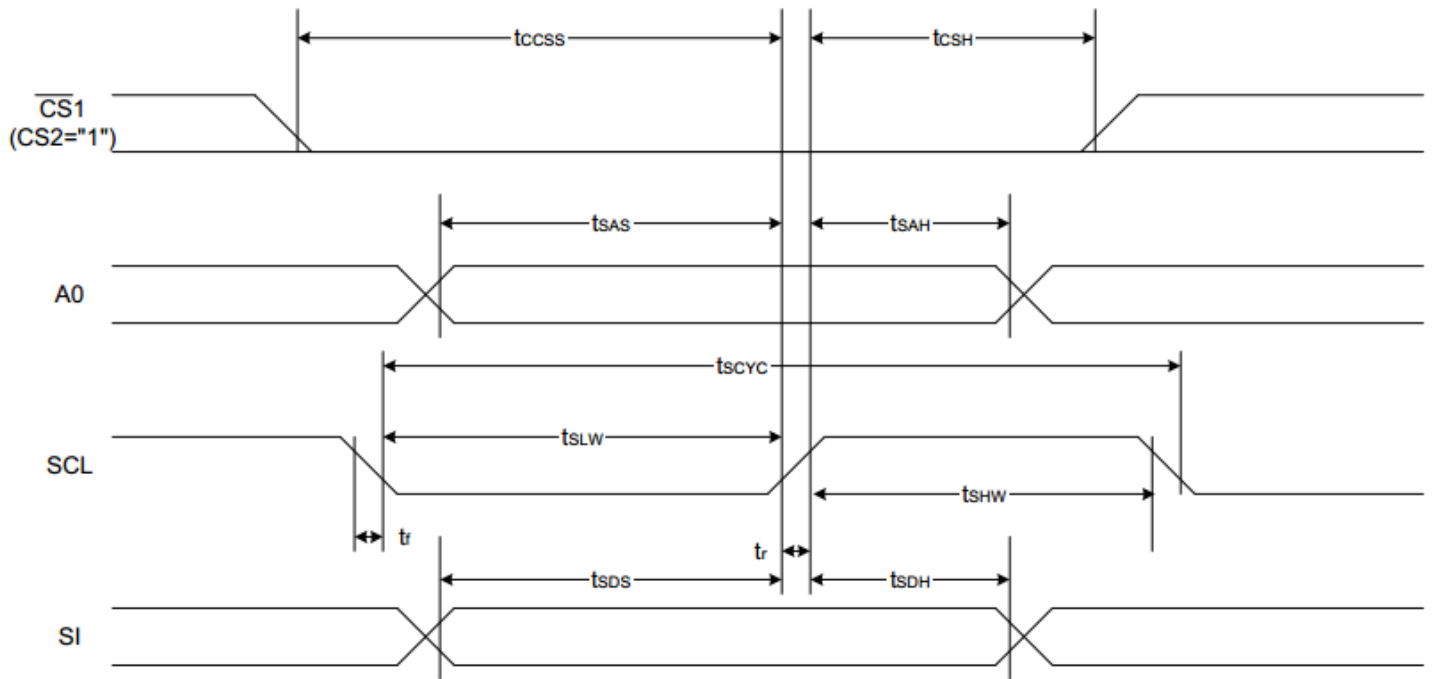 tCCSS
tCSH
CS1
(CS2="1")
tSAS
tSAH
A0
tSCYC
tSLW
SCL
tSHW
tf
tr
tSDS
tSDH
SI